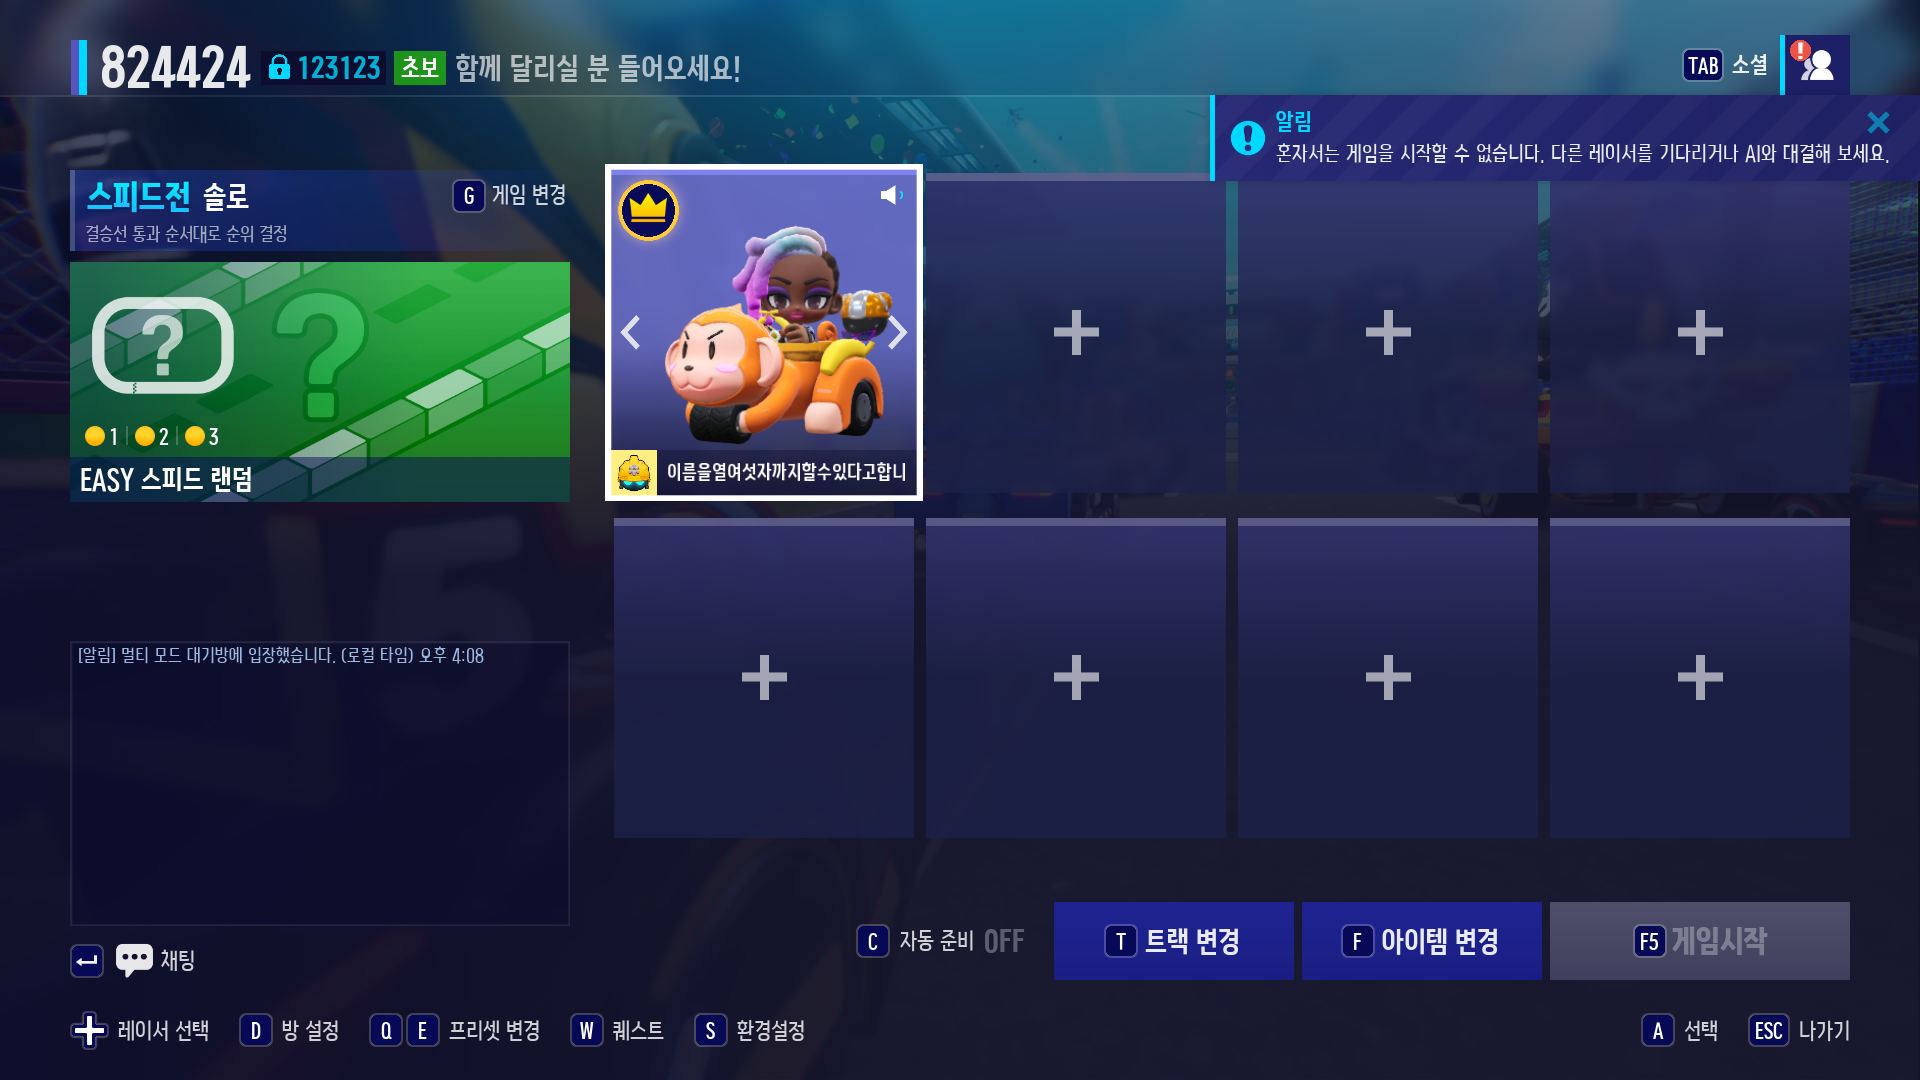 824424 123123 초보 함께 달리실 분 들어오세요!
TAB 소셜
알림
혼자서는 게임을 시작할 수 없습니다. 다른 레이서를 기다리거나 AI와 대결해 보세요.
스피드전 솔로
G 게임 변경
결승선 통과 순서대로 순위 결정
1 2 3
EASY 스피드 랜덤
이름을열여섯자까지할수있다고합니
[알림] 멀티 모드 대기방에 입장했습니다. (로컬 타임) 오후 4:08
채팅
C 자동 준비 OFF
T 트랙 변경
F 아이템 변경
F5 게임시작
레이서 선택
D 방 설정
Q E 프리셋 변경
W 퀘스트
S 환경설정
A 선택
ESC 나가기